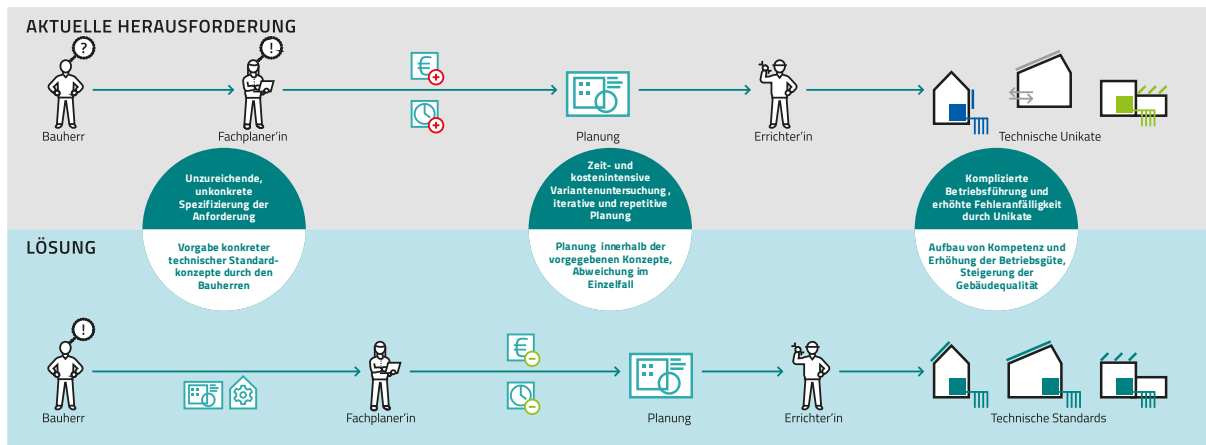 AKTUELLE HERAUSFORDERUNG
?
!
€
+
+
Bauherr
Fachplaner'in
Planung
Errichter'in
Technische Unikate
Unzureichende,
unkonkrete
Spezifizierung der
Anforderung
Zeit- und
kostenintensive
Variantenuntersuchung,
iterative und repetitive
Planung
Komplizierte
Betriebsführung und
erhöhte Fehleranfälligkeit
durch Unikate
LÖSUNG
Vorgabe konkreter
technischer Standard-
konzepte durch den
Bauherren
Planung innerhalb der
vorgegebenen Konzepte,
Abweichung im
Einzelfall
Aufbau von Kompetenz und
Erhöhung der Betriebsgüte,
Steigerung der
Gebäudequalität
!
€
−
−
Bauherr
Fachplaner'in
Planung
Errichter'in
Technische Standards